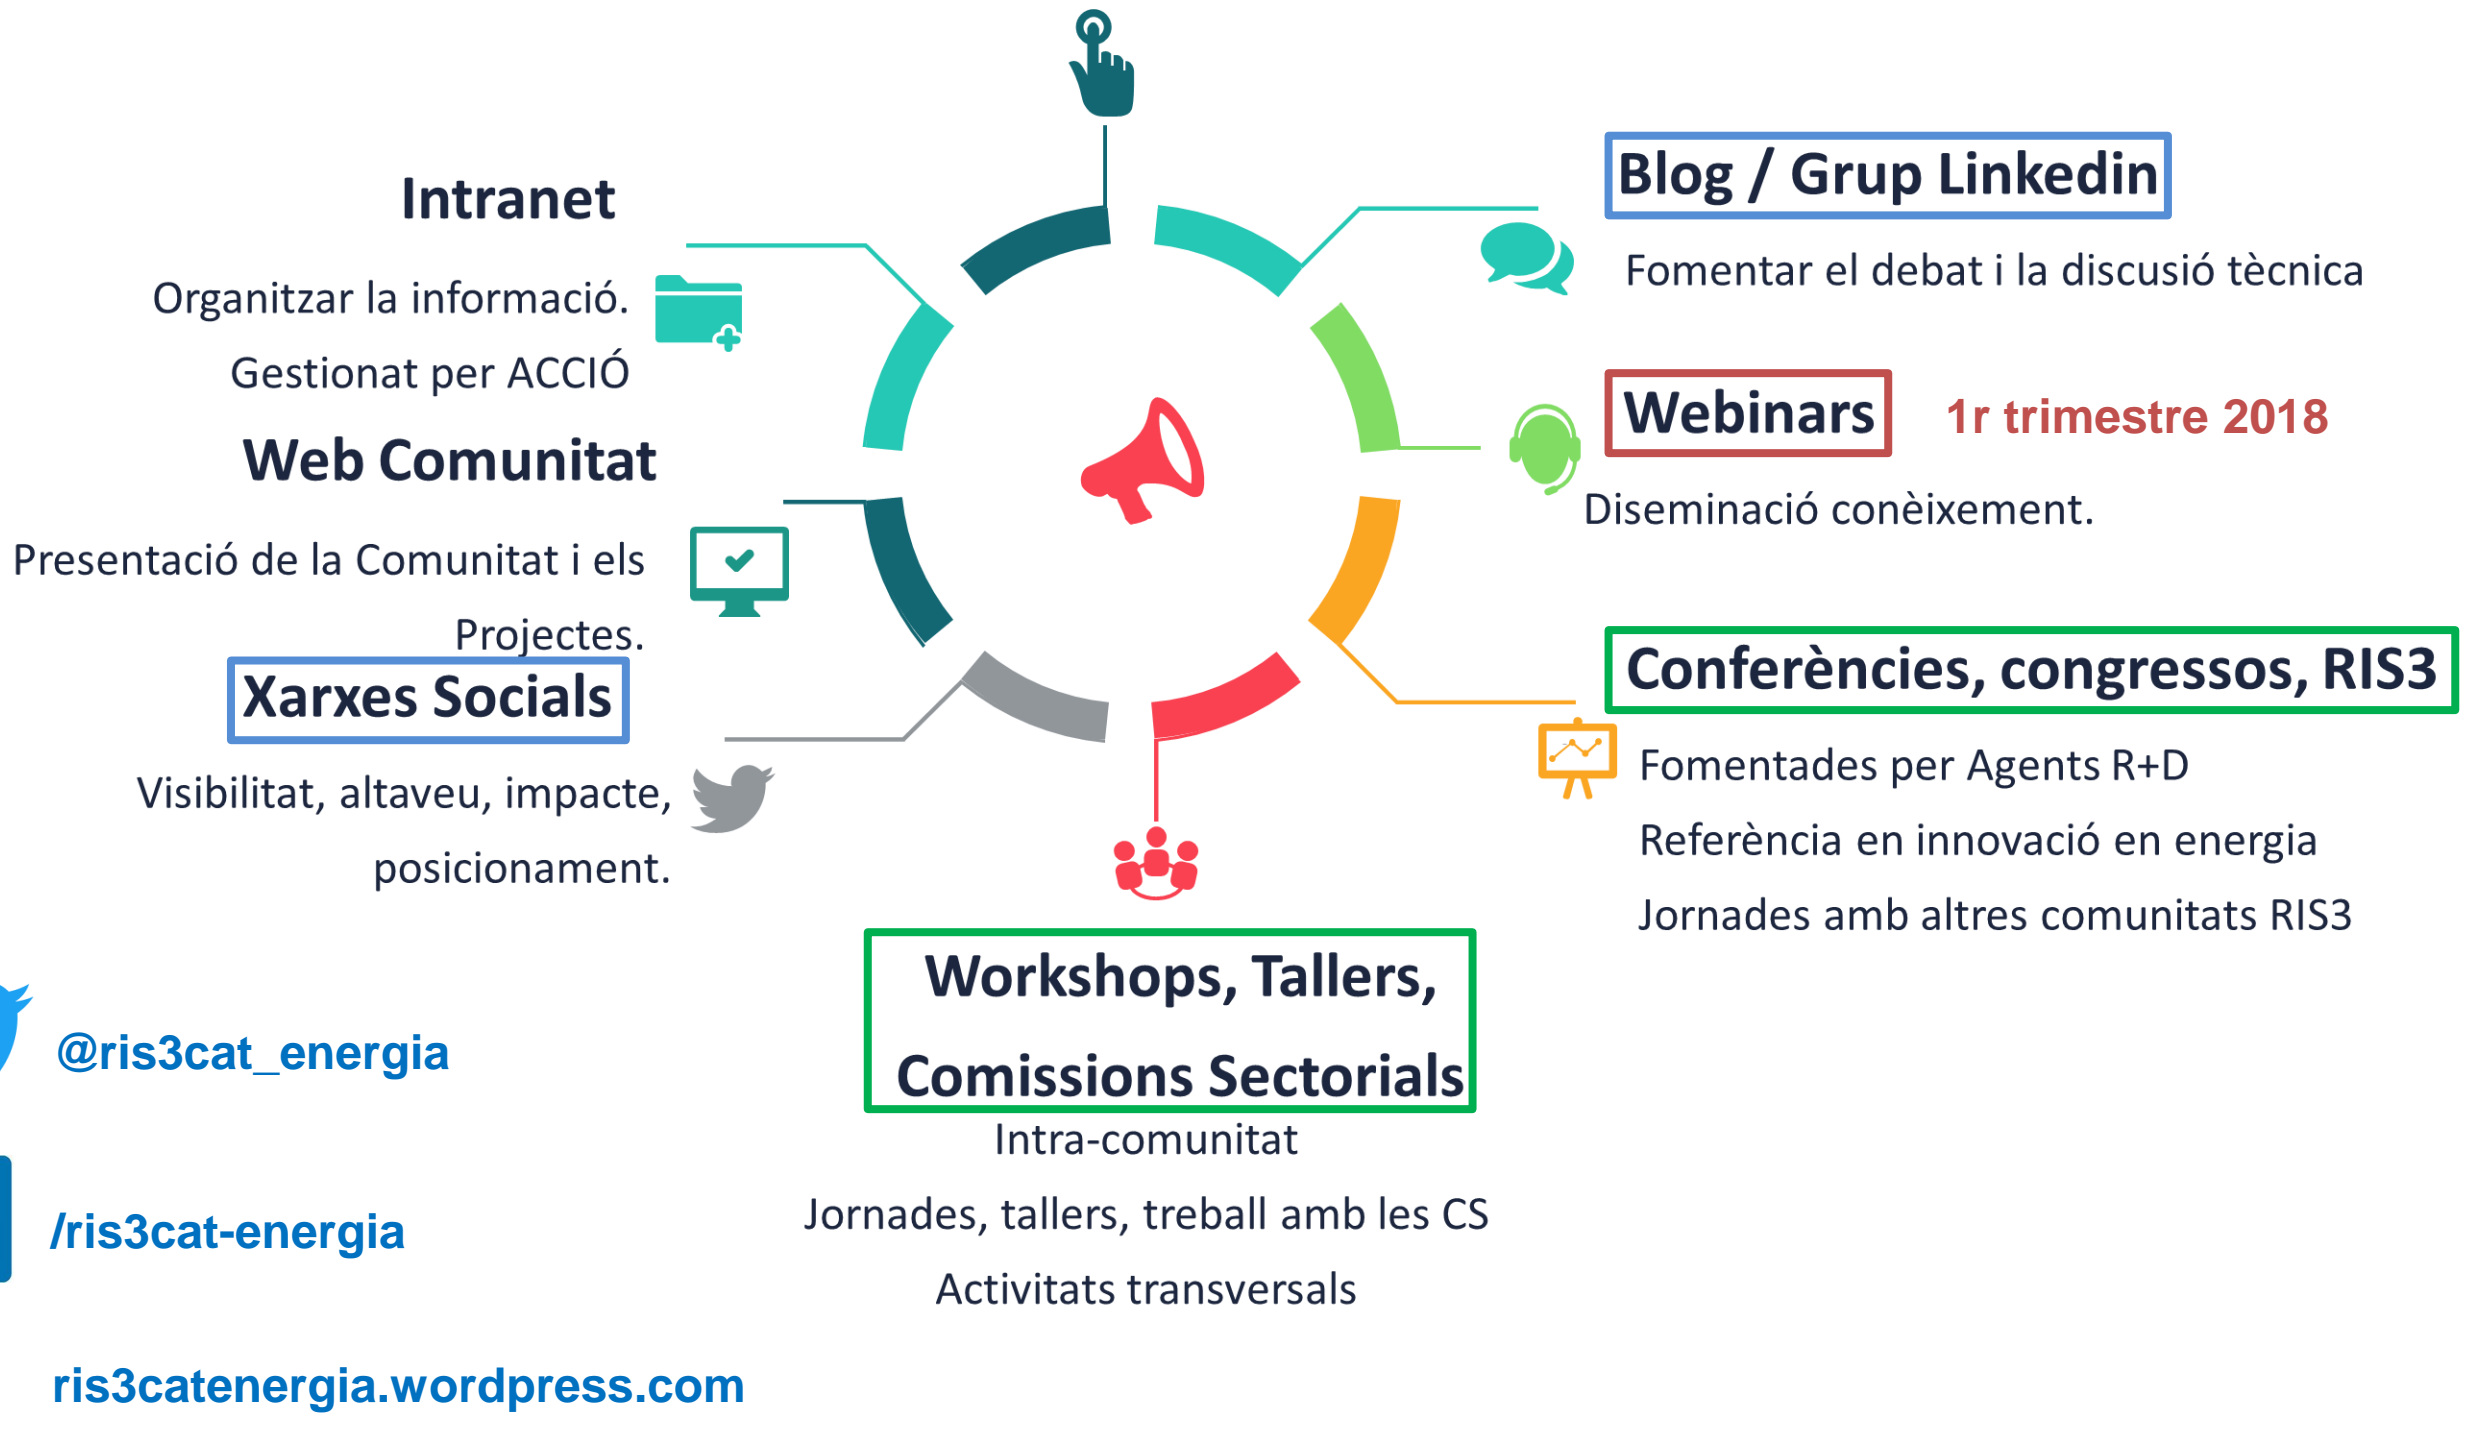 Intranet
Organitzar la informació.
Gestionat per ACCIÓ
Web Comunitat
Presentació de la Comunitat i els
Projectes.
Xarxes Socials
Visibilitat, altaveu, impacte,
posicionament.
Blog / Grup Linkedin
Fomentar el debat i la discusió tècnica
Webinars
1r trimestre 2018
Diseminació conèixement.
Conferències, congressos, RIS3
Fomentades per Agents R+D
Referència en innovació en energia
Jornades amb altres comunitats RIS3
Workshops, Tallers,
Comissions Sectorials
Intra-comunitat
Jornades, tallers, treball amb les CS
Activitats transversals
@ris3cat_energia
/ris3cat-energia
ris3catenergia.wordpress.com